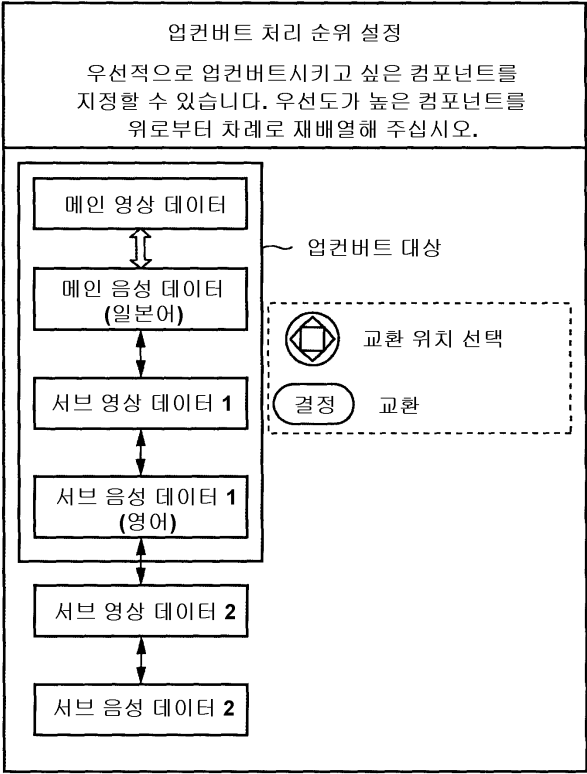 업컨버트 처리 순위 설정
우선적으로 업컨버트시키고 싶은 컴포넌트를
지정할 수 있습니다. 우선도가 높은 컴포넌트를
위로부터 차례로 재배열해 주십시오.
메인 영상 데이터
업컨버트 대상
메인 음성 데이터
(일본어)
교환 위치 선택
서브 영상 데이터 1
결정
교환
서브 음성 데이터 1
(영어)
서브 영상 데이터 2
서브 음성 데이터 2